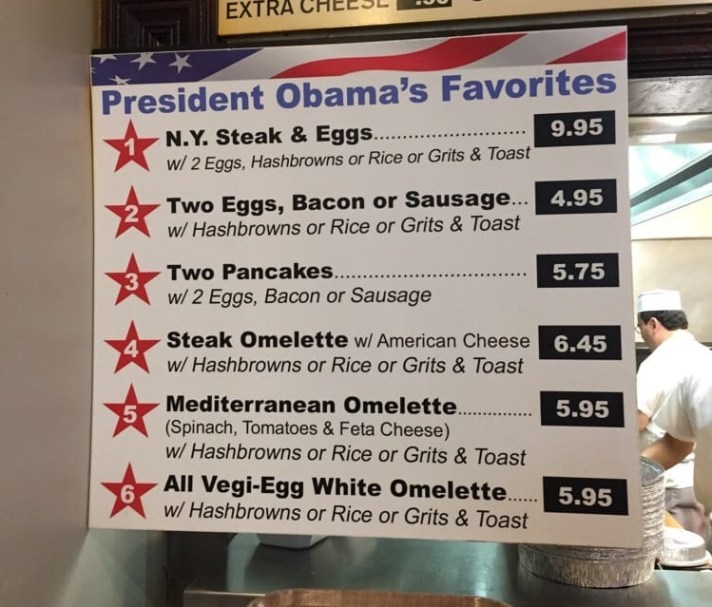 EXTRA CHEESE
President Obama's Favorites
1 N.Y. Steak & Eggs............................ 9.95
w/ 2 Eggs, Hashbrowns or Rice or Grits & Toast
2 Two Eggs, Bacon or Sausage... 4.95
w/ Hashbrowns or Rice or Grits & Toast
3 Two Pancakes................................... 5.75
w/ 2 Eggs, Bacon or Sausage
4 Steak Omelette w/ American Cheese 6.45
w/ Hashbrowns or Rice or Grits & Toast
5 Mediterranean Omelette.............. 5.95
(Spinach, Tomatoes & Feta Cheese)
w/ Hashbrowns or Rice or Grits & Toast
6 All Vegi-Egg White Omelette...... 5.95
w/ Hashbrowns or Rice or Grits & Toast